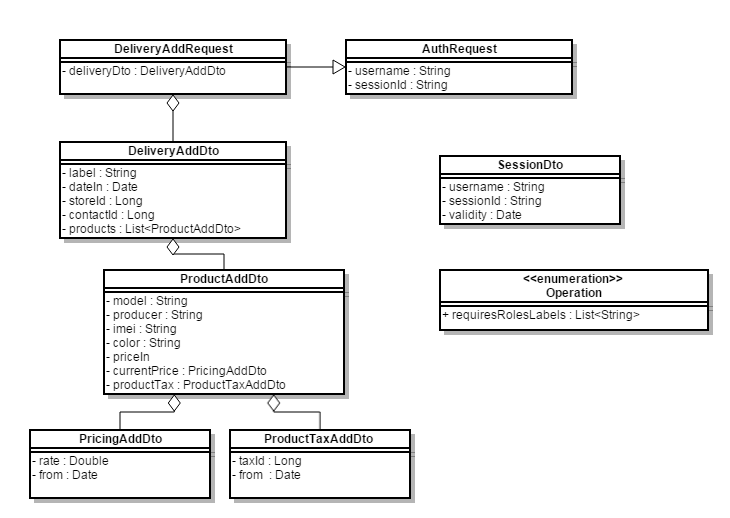 DeliveryAddRequest
- deliveryDto : DeliveryAddDto
AuthRequest
- username : String
- sessionId : String
DeliveryAddDto
- label : String
- dateIn : Date
- storeId : Long
- contactId : Long
- products : List<ProductAddDto>
SessionDto
- username : String
- sessionId : String
- validity : Date
ProductAddDto
- model : String
- producer : String
- imei : String
- color : String
- priceIn
- currentPrice : PricingAddDto
- productTax : ProductTaxAddDto
<<enumeration>>
Operation
+ requiresRolesLabels : List<String>
PricingAddDto
- rate : Double
- from : Date
ProductTaxAddDto
- taxId : Long
- from  : Date